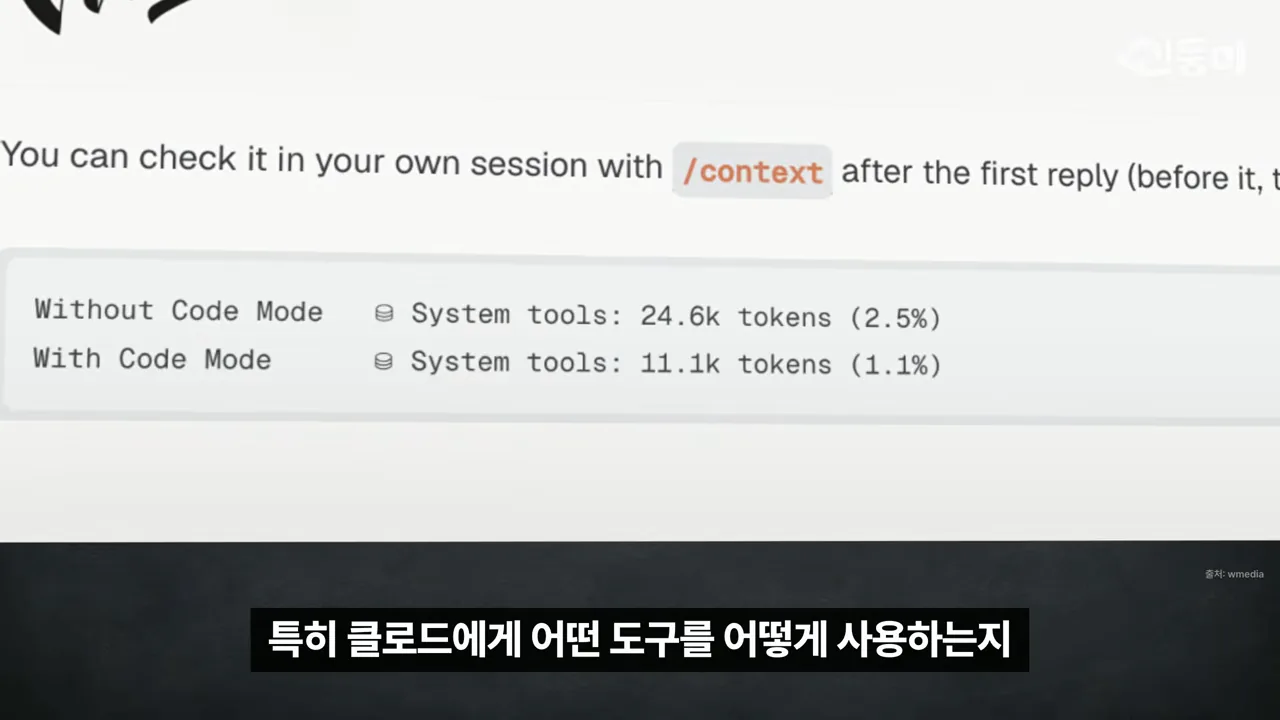 인퉁미
You can check it in your own session with /context after the first reply (before it, t
Without Code Mode System tools: 24.6k tokens (2.5%)
With Code Mode System tools: 11.1k tokens (1.1%)
출처: wmedia
특히 클로드에게 어떤 도구를 어떻게 사용하는지